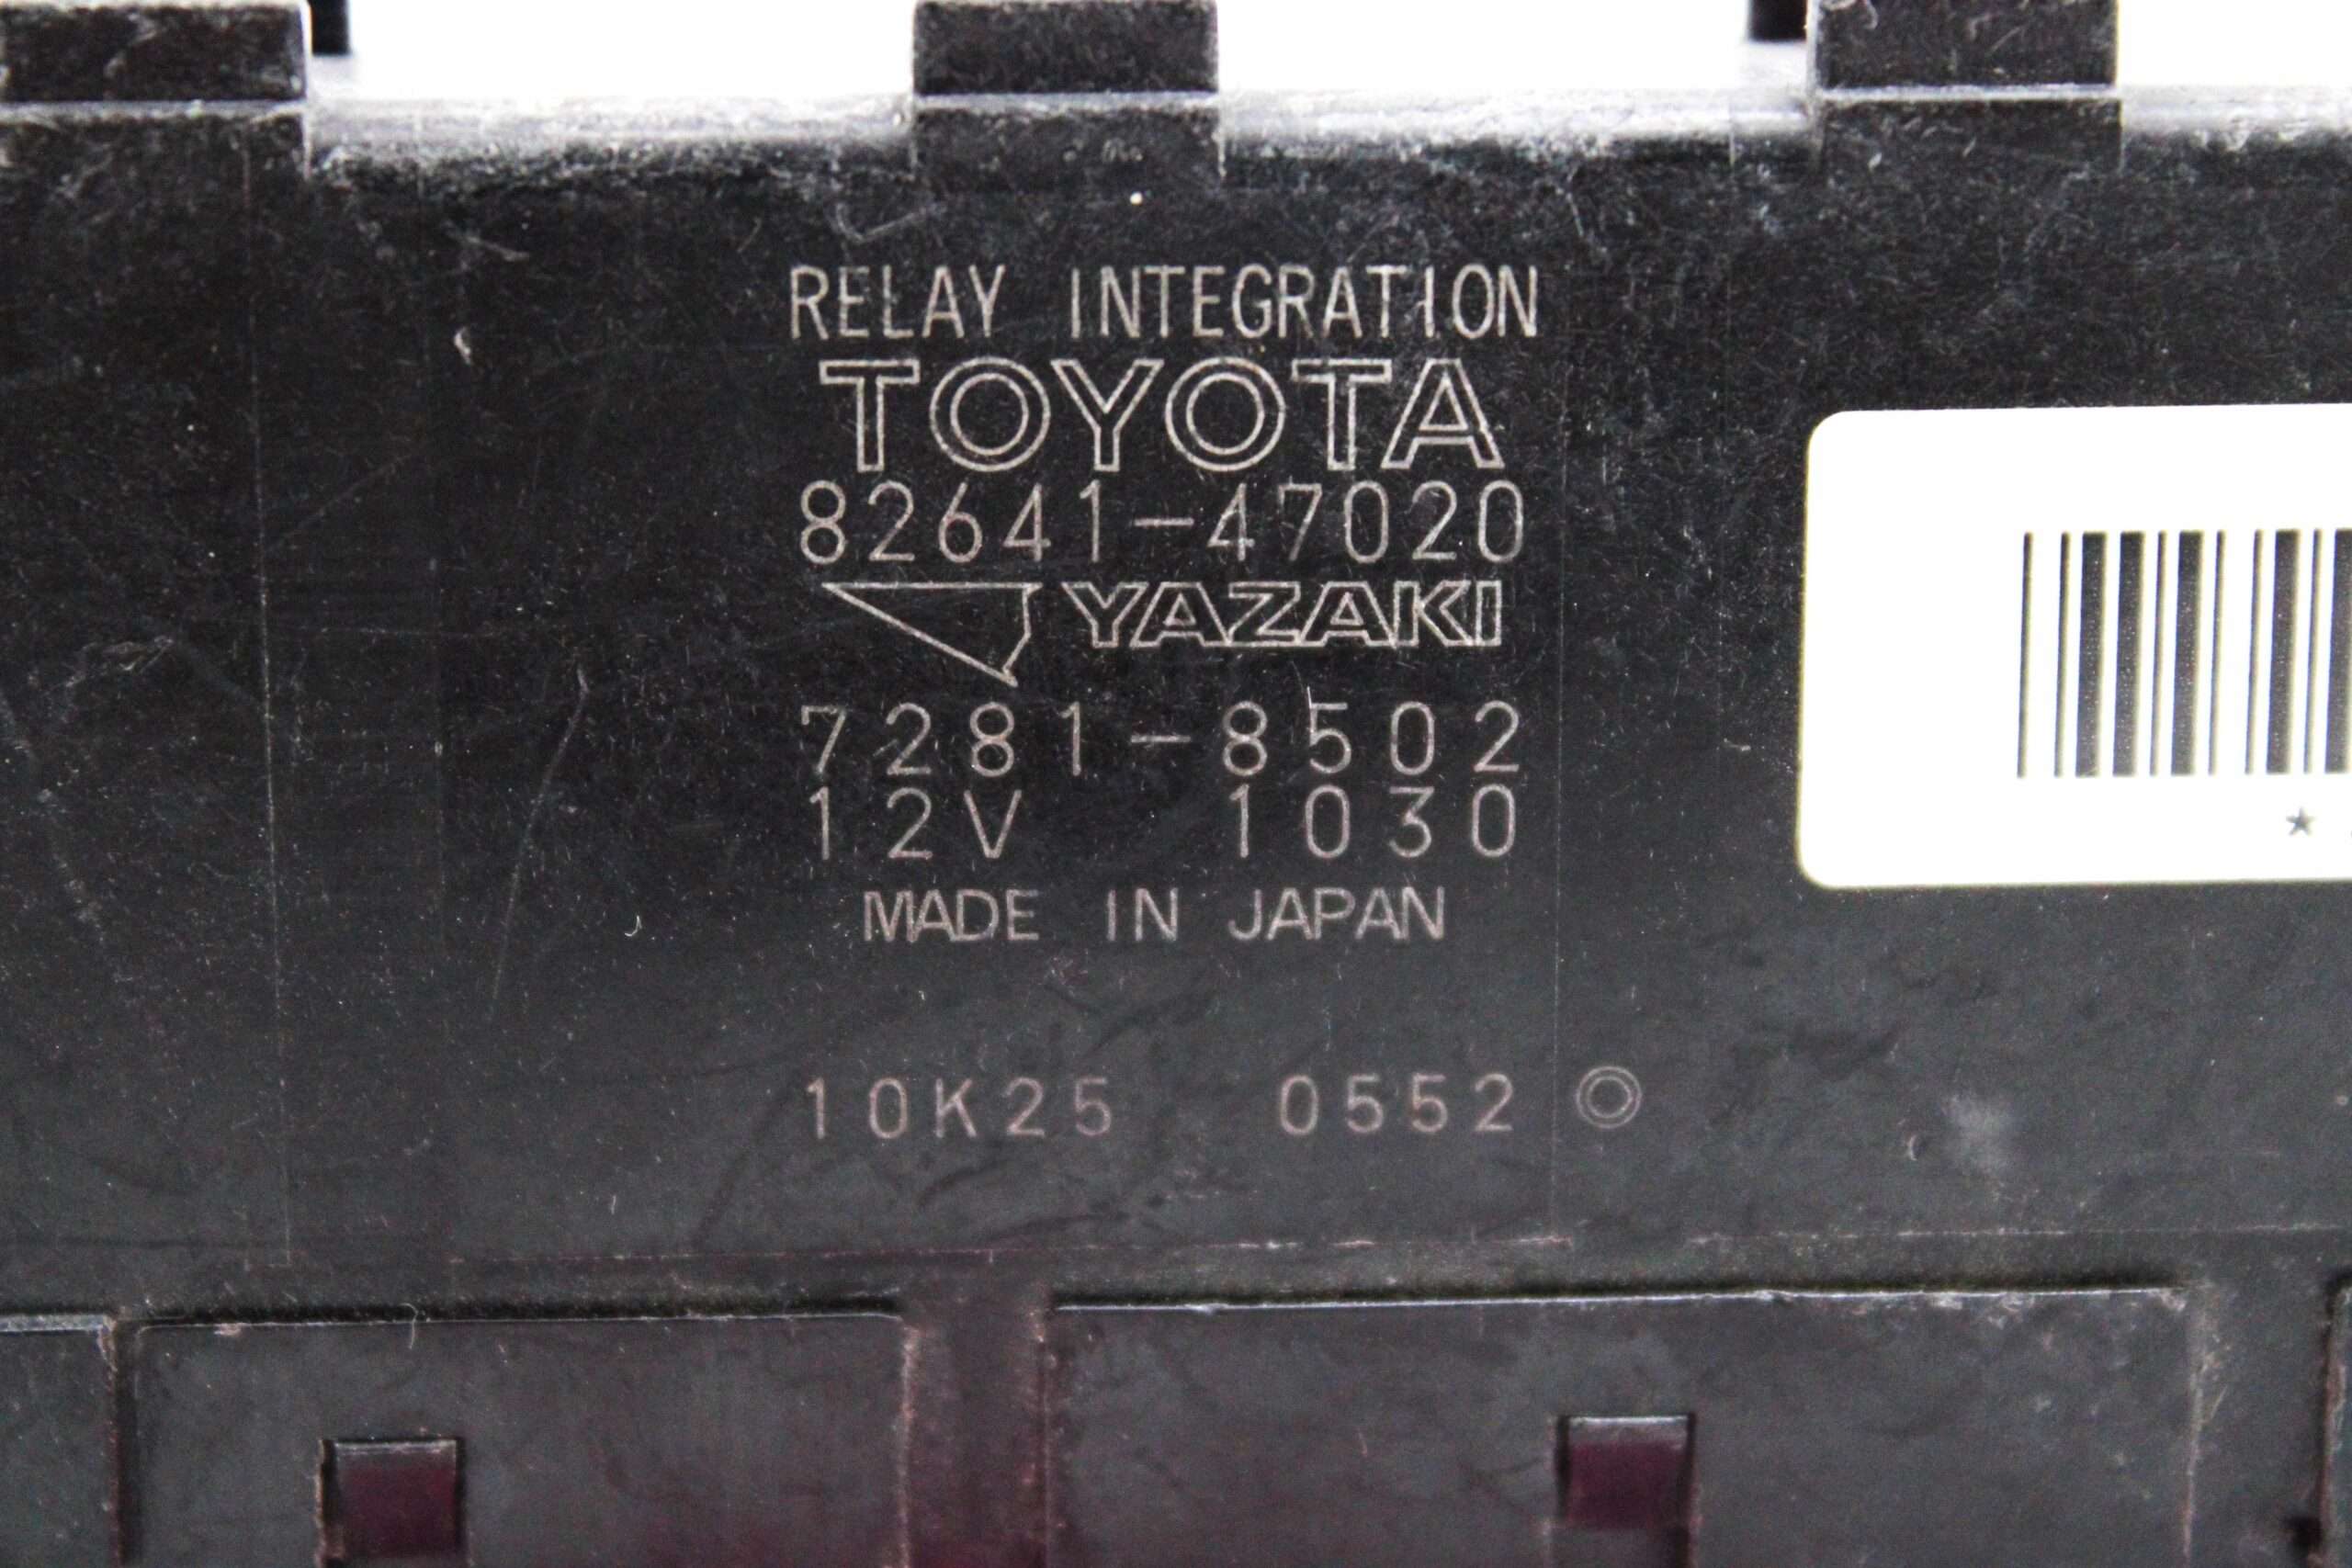 RELAY INTEGRATION
TOYOTA
82641-47020
YAZAKI
7281-8502
12V 1030
MADE IN JAPAN
10K25 0552
*